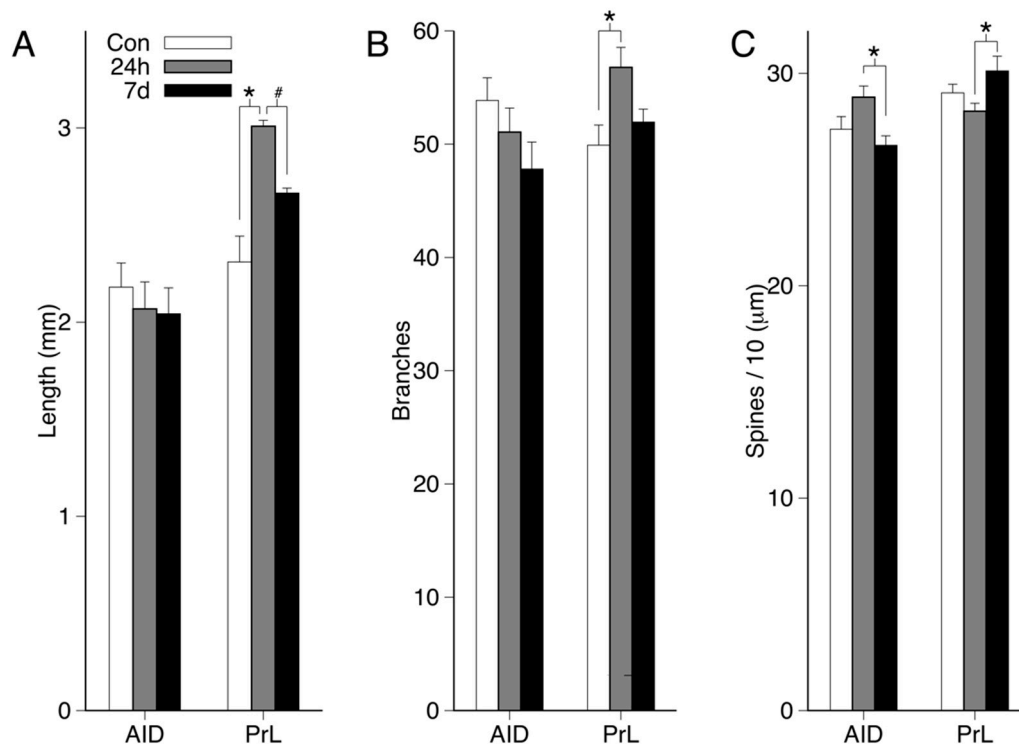 A
Con
24h
7d
* #
3
2
1
0
Length (mm)
AID PrL
B
*
60
50
40
30
20
10
0
Branches
AID PrL
C
* *
30
20
10
0
Spines / 10 (μm)
AID PrL